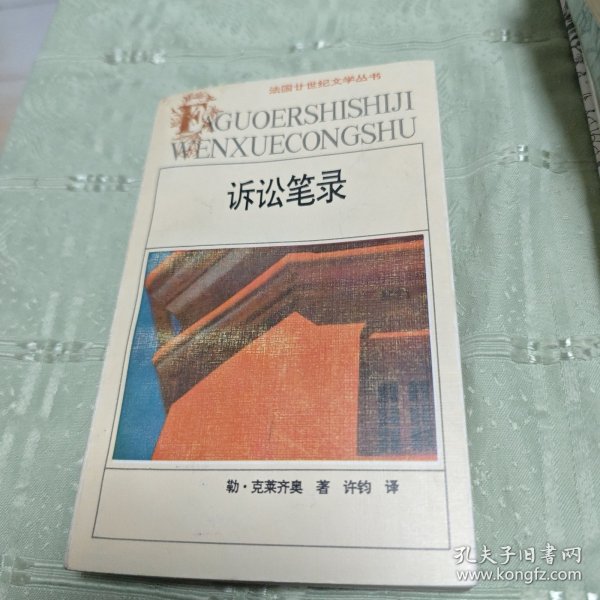 法国廿世纪文学丛书
FAGUOERSHISHIJI
WENXUECONGSHU
诉讼笔录
勒·克莱齐奥 著 许钧 译
孔夫子旧书网
www.kongfz.com